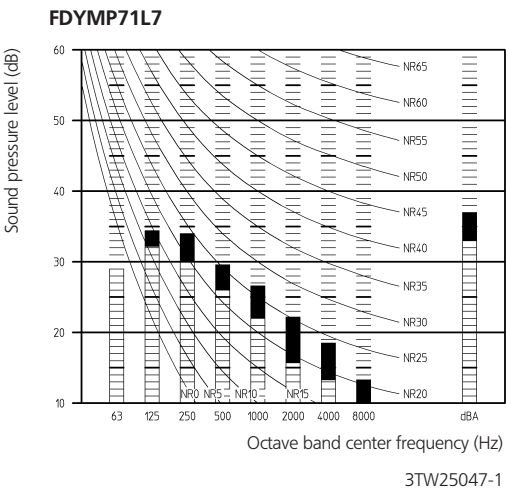 FDYMP71L7
Sound pressure level (dB)
60
50
40
30
20
10
NR65
NR60
NR55
NR50
NR45
NR40
NR35
NR30
NR25
NR20
NR0 NR5 NR10 NR15
63 125 250 500 1000 2000 4000 8000 dBA
Octave band center frequency (Hz)
3TW25047-1